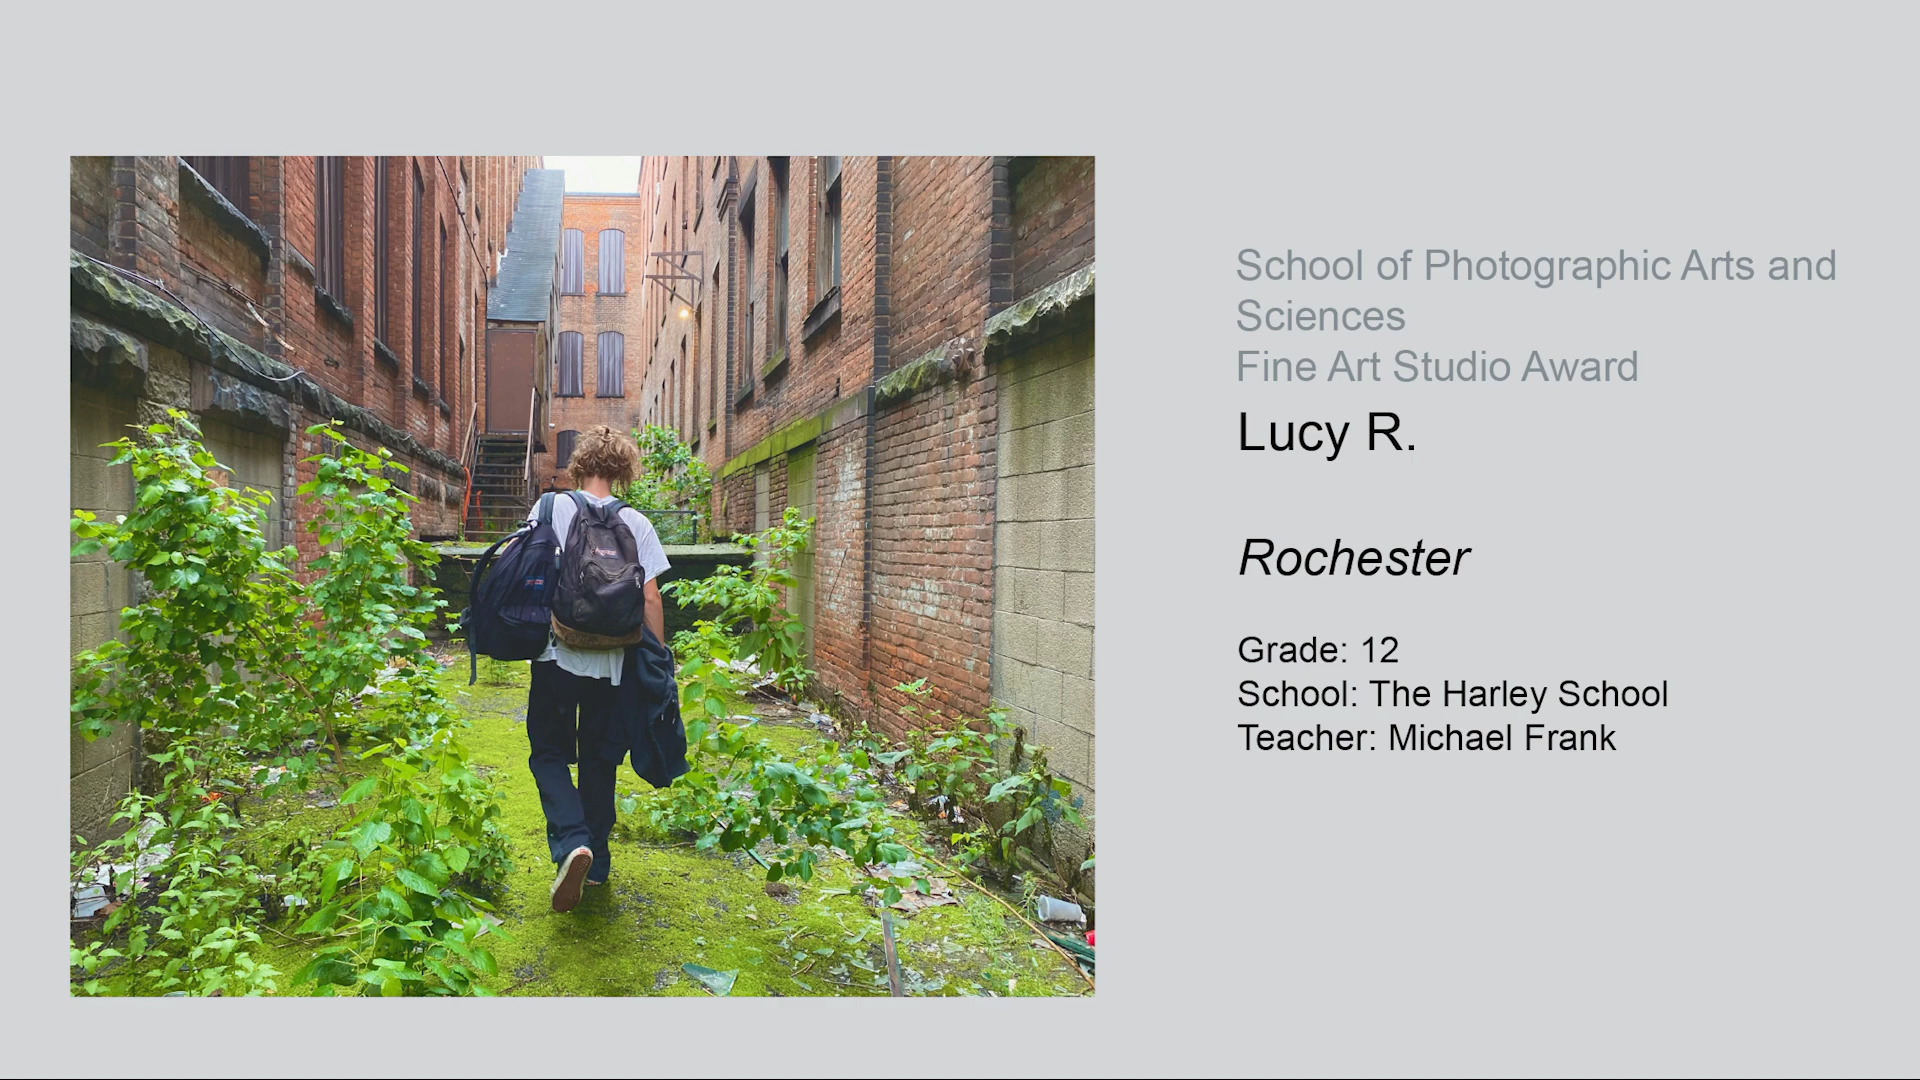 School of Photographic Arts and
Sciences
Fine Art Studio Award
Lucy R.
Rochester
Grade: 12
School: The Harley School
Teacher: Michael Frank